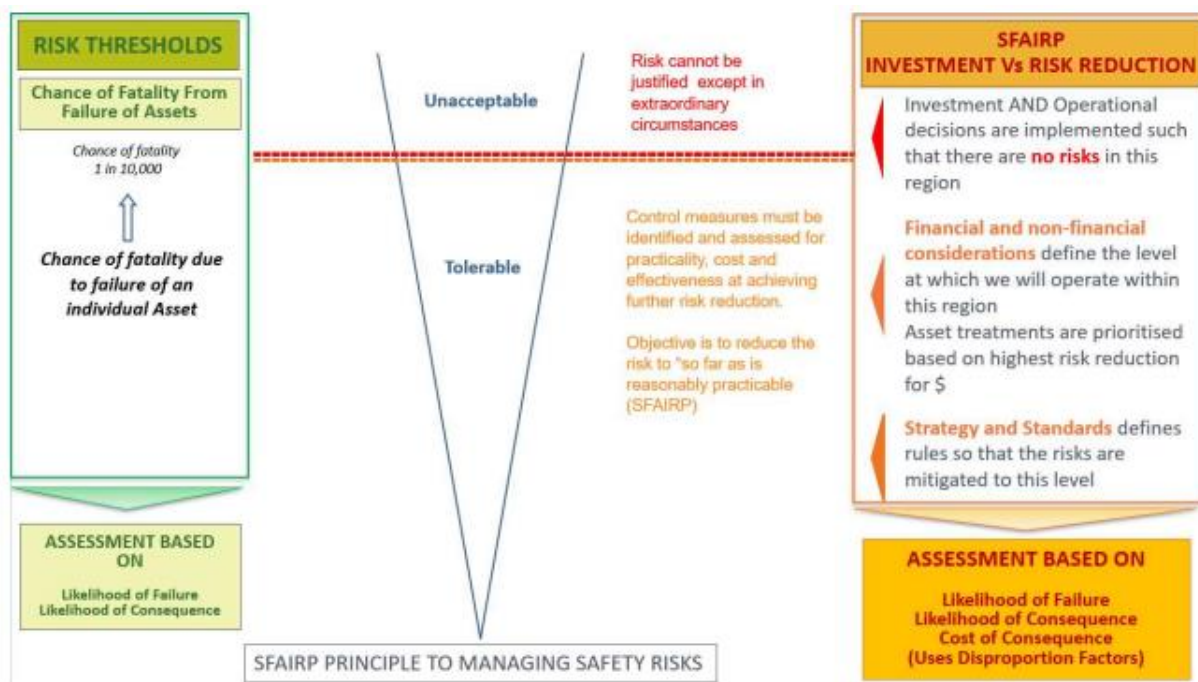 RISK THRESHOLDS
Chance of Fatality From
Failure of Assets
Chance of fatality
1 in 10,000
Chance of fatality due
to failure of an
individual Asset
ASSESSMENT BASED
ON
Likelihood of Failure
Likelihood of Consequence
Unacceptable
Tolerable
SFAIRP PRINCIPLE TO MANAGING SAFETY RISKS
Risk cannot be
justified except in
extraordinary
circumstances
Control measures must be
identified and assessed for
practicality, cost and
effectiveness at achieving
further risk reduction.
Objective is to reduce the
risk to "so far as is
reasonably practicable
(SFAIRP)
SFAIRP
INVESTMENT Vs RISK REDUCTION
Investment AND Operational
decisions are implemented such
that there are no risks in this
region
Financial and non-financial
considerations define the level
at which we will operate within
this region
Asset treatments are prioritised
based on highest risk reduction
for $
Strategy and Standards defines
rules so that the risks are
mitigated to this level
ASSESSMENT BASED ON
Likelihood of Failure
Likelihood of Consequence
Cost of Consequence
(Uses Disproportion Factors)